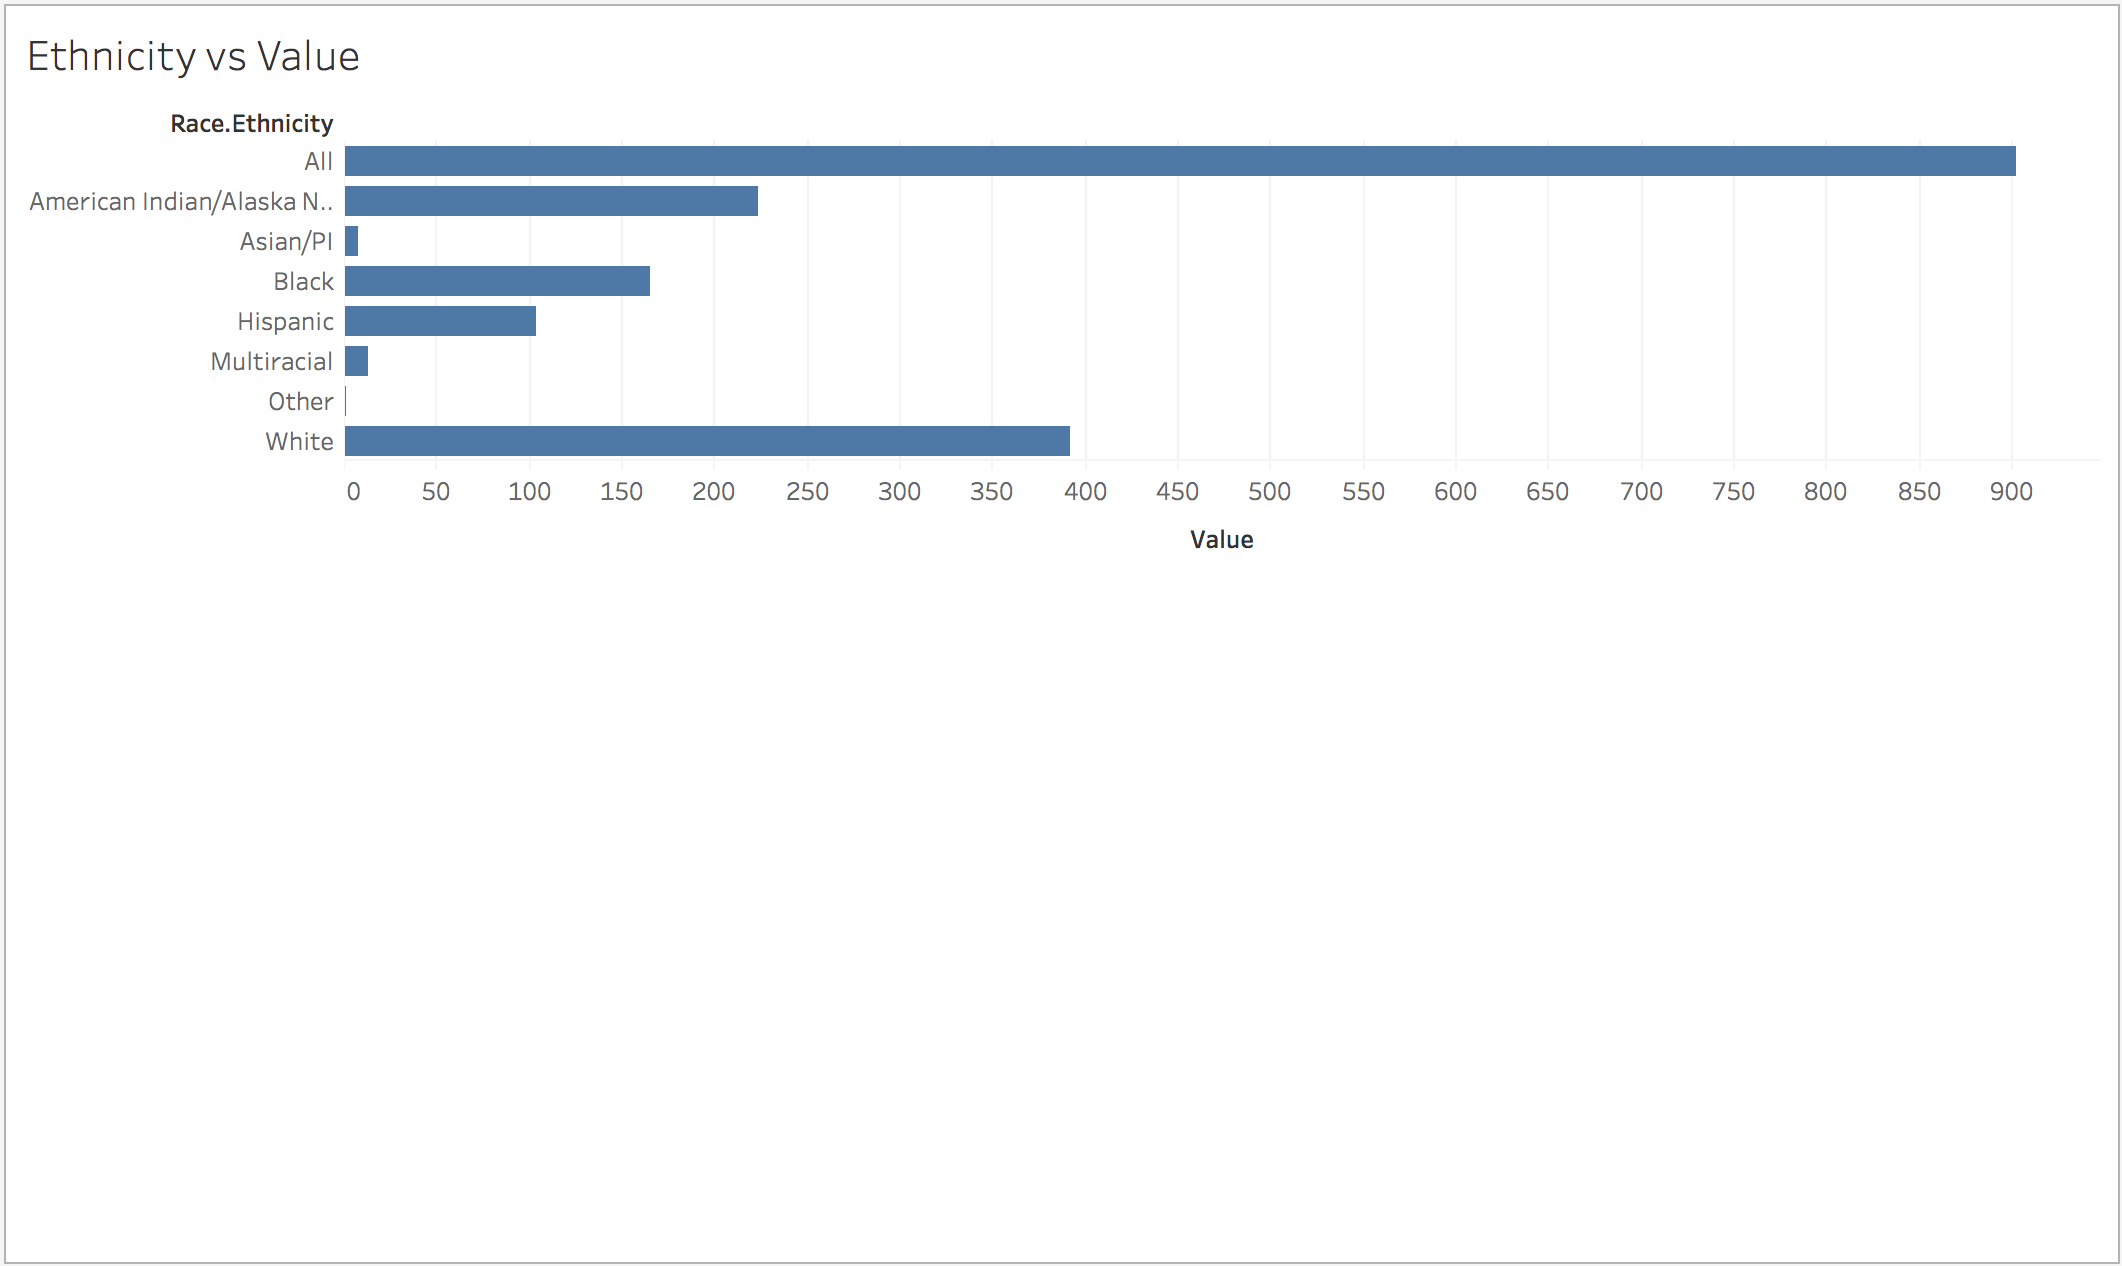 Ethnicity vs Value
Race.Ethnicity
All
American Indian/Alaska N..
Asian/PI
Black
Hispanic
Multiracial
Other
White
0 50 100 150 200 250 300 350 400 450 500 550 600 650 700 750 800 850 900
Value